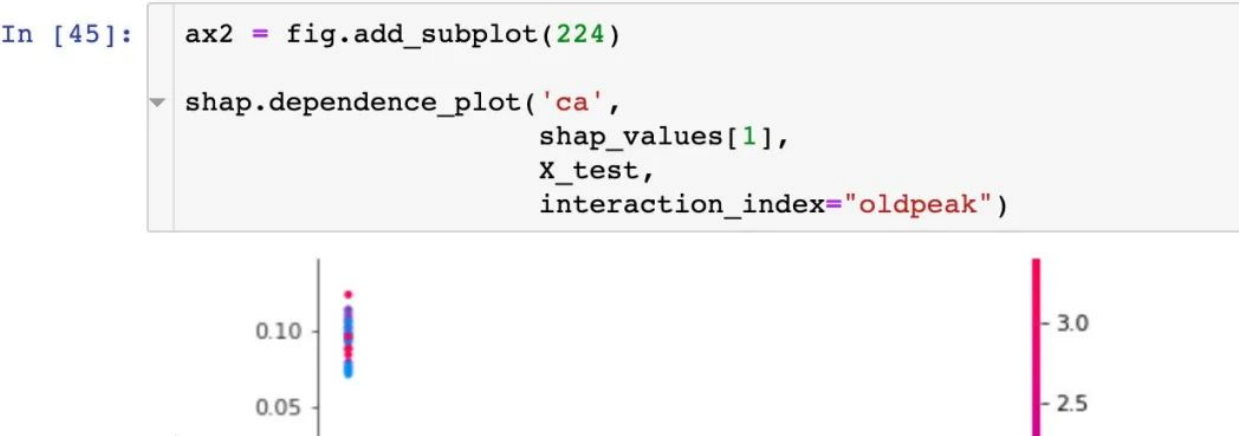 In [45]: ax2 = fig.add_subplot(224)
shap.dependence_plot('ca',
shap_values[1],
X_test,
interaction_index="oldpeak")
0.10
3.0
0.05
2.5